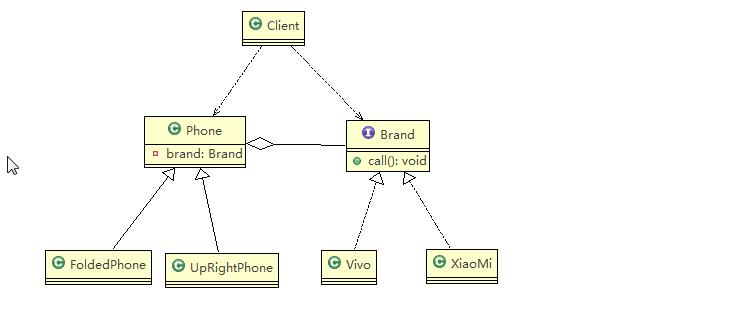 C Client
C Phone
brand: Brand
I Brand
call(): void
C FoldedPhone
C UpRightPhone
C Vivo
C XiaoMi